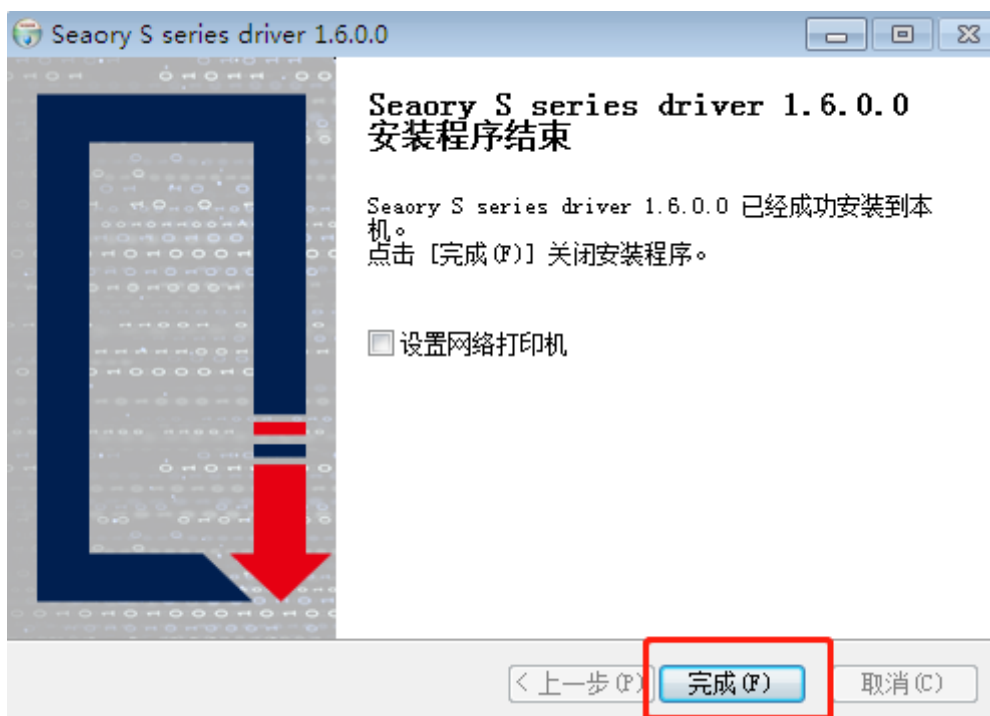 Seaory S series driver 1.6.0.0
Seaory S series driver 1.6.0.0
安装程序结束
Seaory S series driver 1.6.0.0 已经成功安装到本
机。
点击 [完成(F)] 关闭安装程序。
设置网络打印机
< 上一步(P) 完成(F) 取消(C)